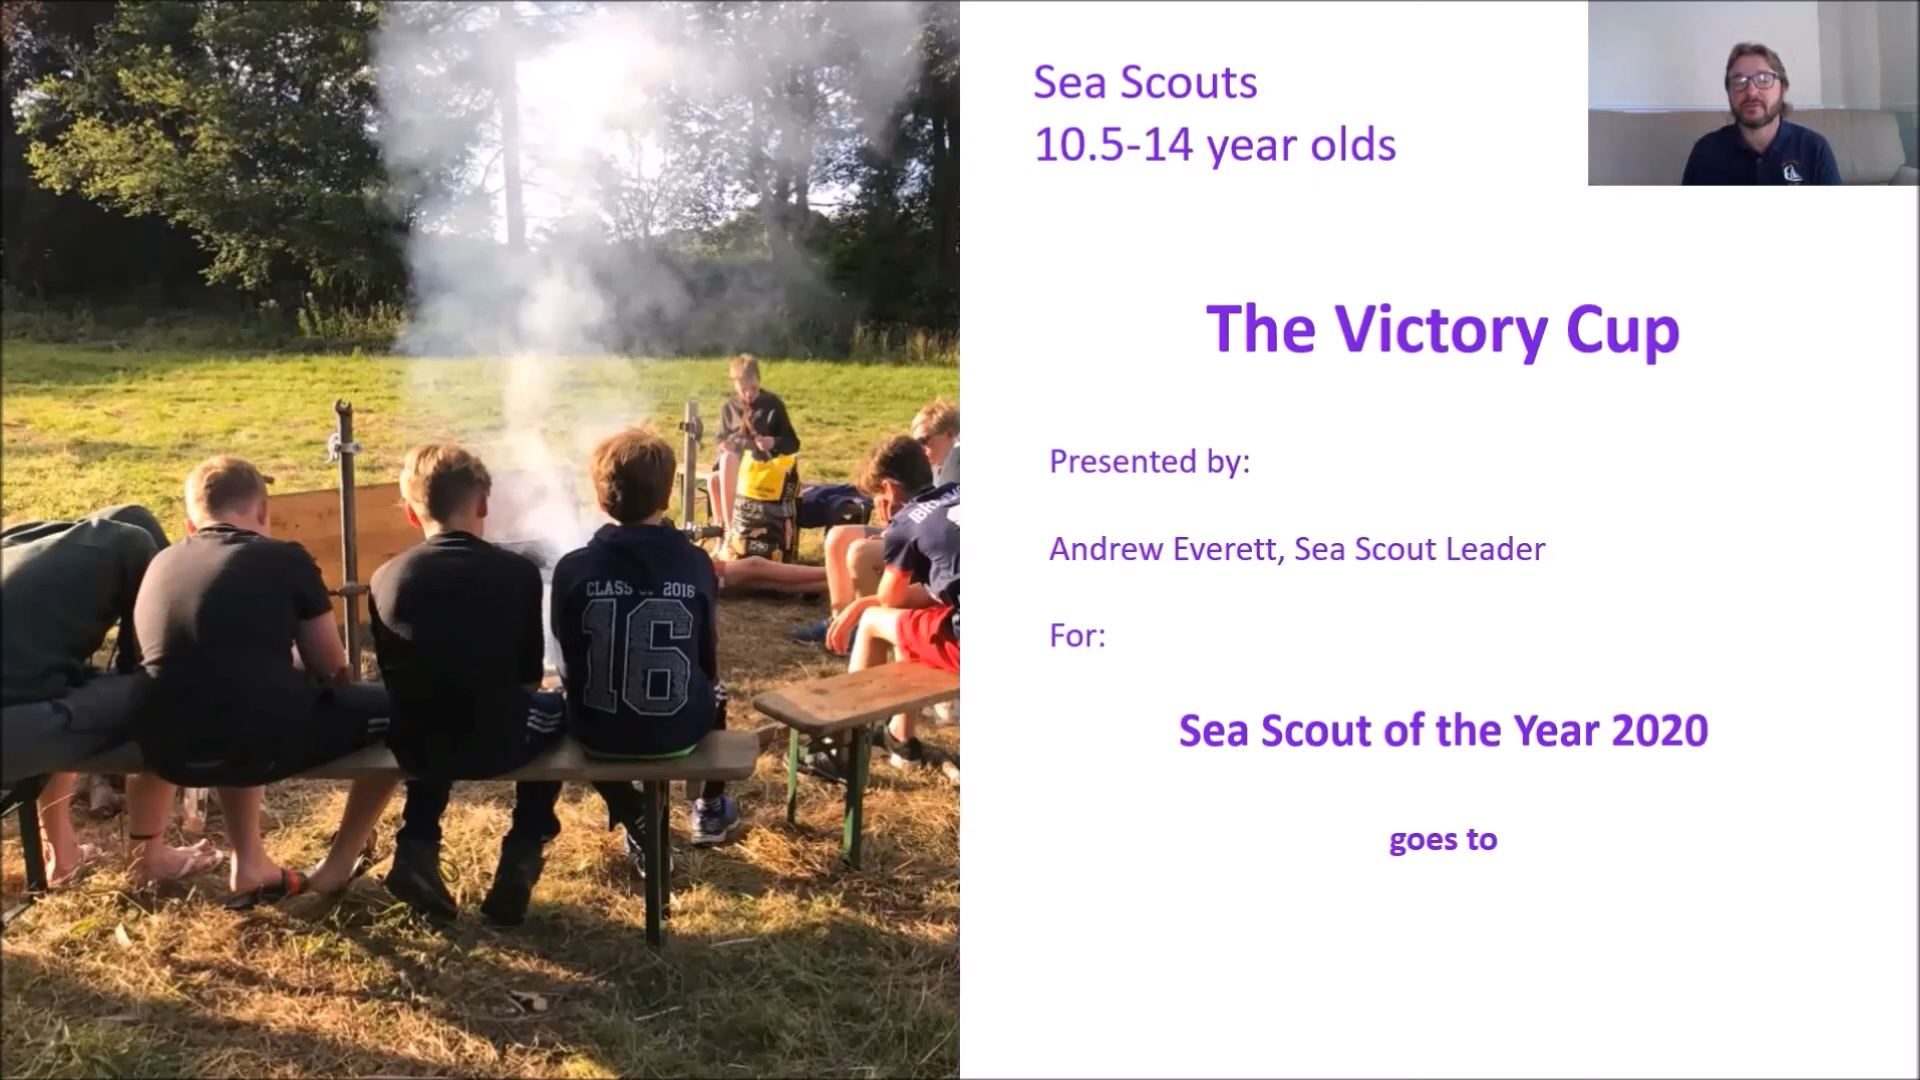 Sea Scouts
10.5-14 year olds
The Victory Cup
Presented by:
Andrew Everett, Sea Scout Leader
For:
Sea Scout of the Year 2020
goes to
CLASS OF 2016
16